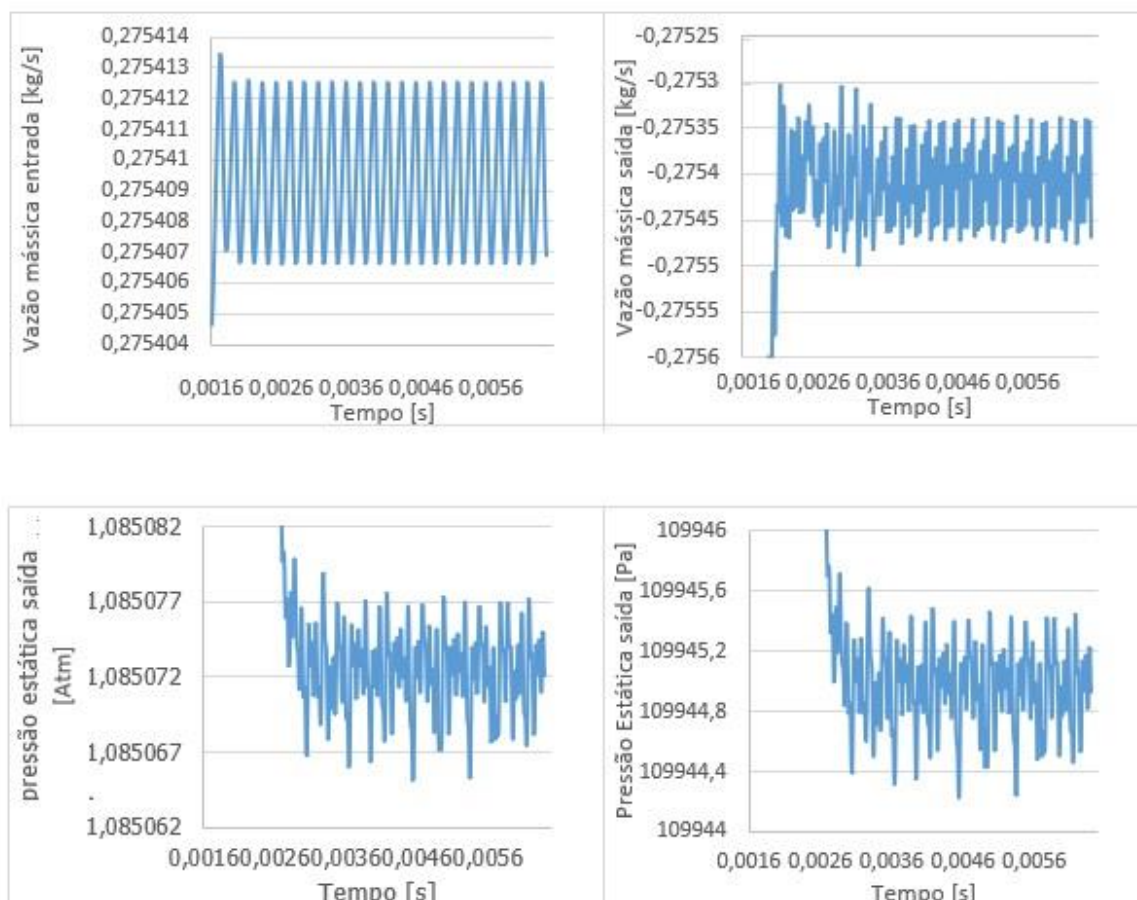 Vazão mássica entrada [kg/s]
0,275414
0,275413
0,275412
0,275411
0,27541
0,275409
0,275408
0,275407
0,275406
0,275405
0,275404
0,0016 0,0026 0,0036 0,0046 0,0056
Tempo [s]
Vazão mássica saída [kg/s]
-0,27525
-0,2753
-0,27535
-0,2754
-0,27545
-0,2755
-0,27555
-0,2756
0,0016 0,0026 0,0036 0,0046 0,0056
Tempo [s]
pressão estática saída
[Atm]
1,085082
1,085077
1,085072
1,085067
1,085062
0,00160,00260,00360,00460,0056
Tempo [s]
Pressão Estática saída [Pa]
109946
109945,6
109945,2
109944,8
109944,4
109944
0,0016 0,0026 0,0036 0,0046 0,0056
Tempo [s]